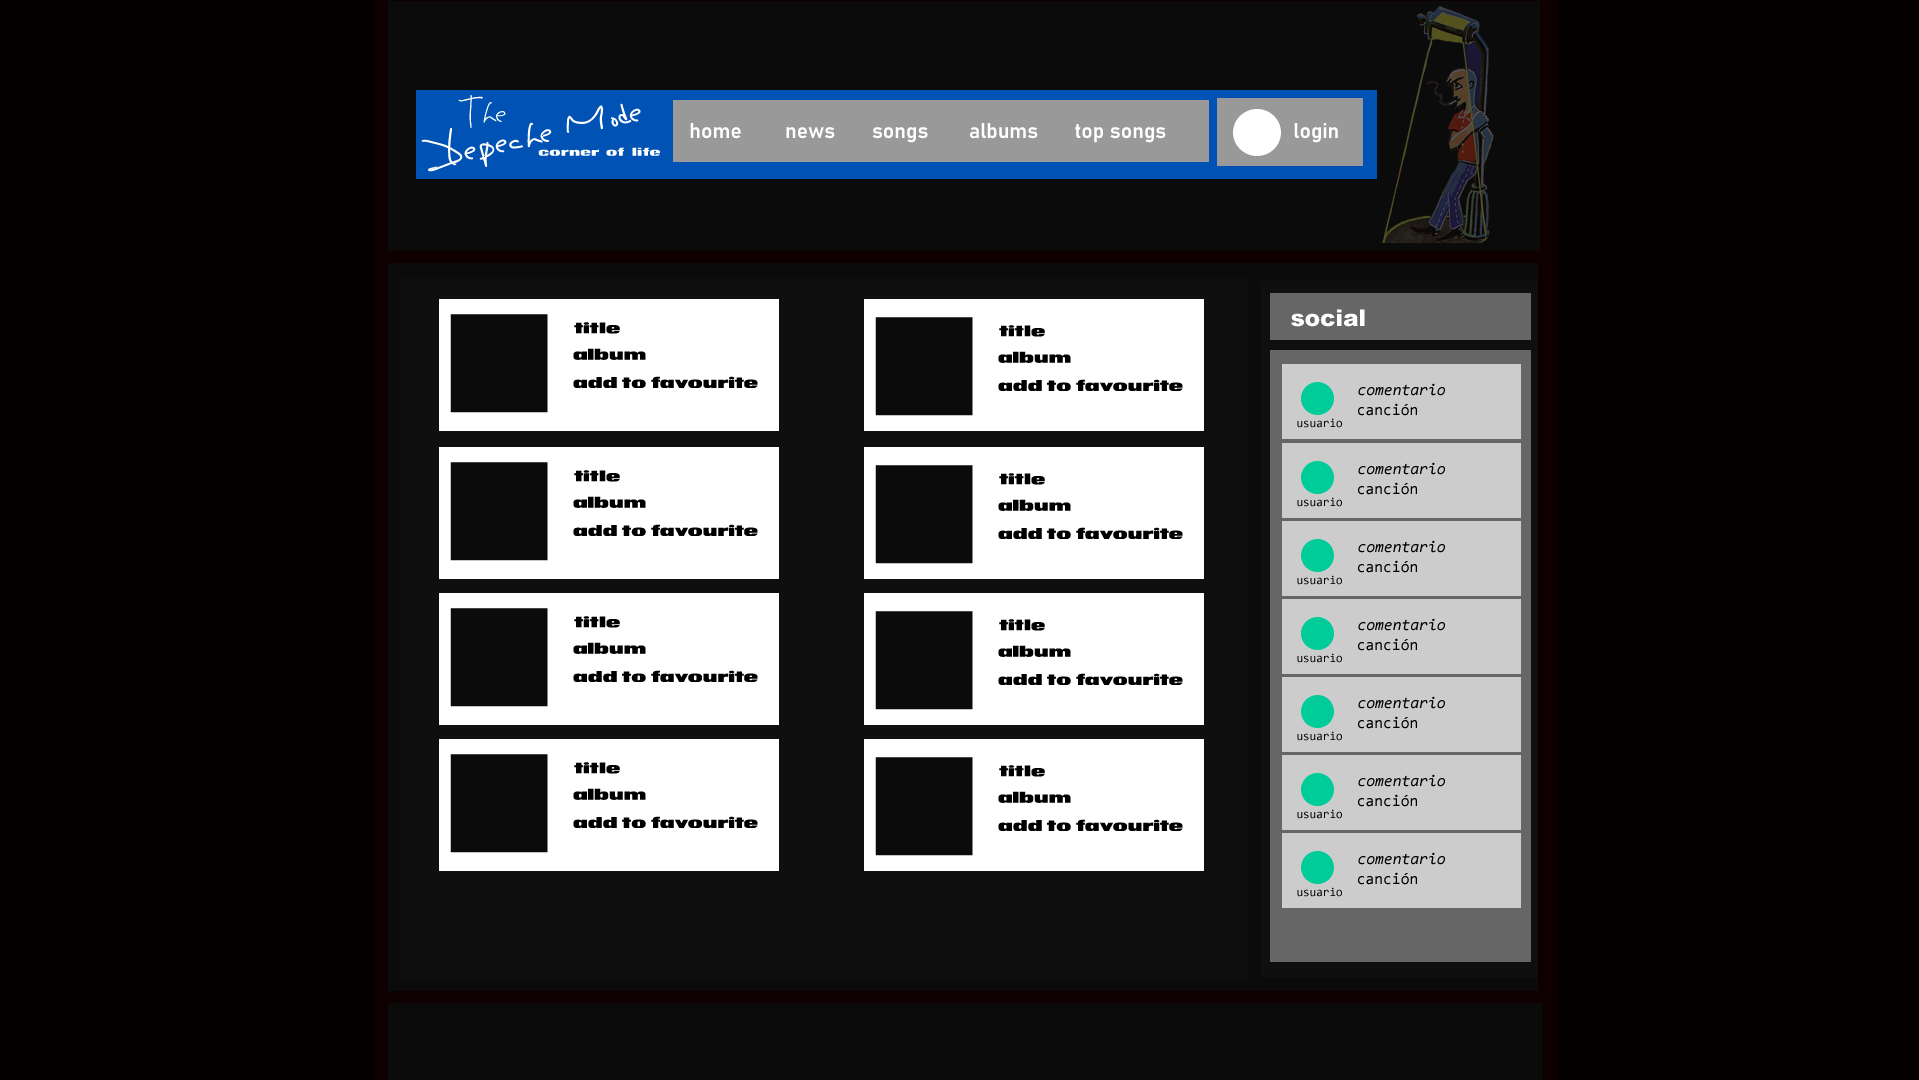 The
Depeche Mode
corner of life
home news songs albums top songs login
title
album
add to favourite
title
album
add to favourite
title
album
add to favourite
title
album
add to favourite
title
album
add to favourite
title
album
add to favourite
title
album
add to favourite
title
album
add to favourite
social
comentario
canción
usuario
comentario
canción
usuario
comentario
canción
usuario
comentario
canción
usuario
comentario
canción
usuario
comentario
canción
usuario
comentario
canción
usuario